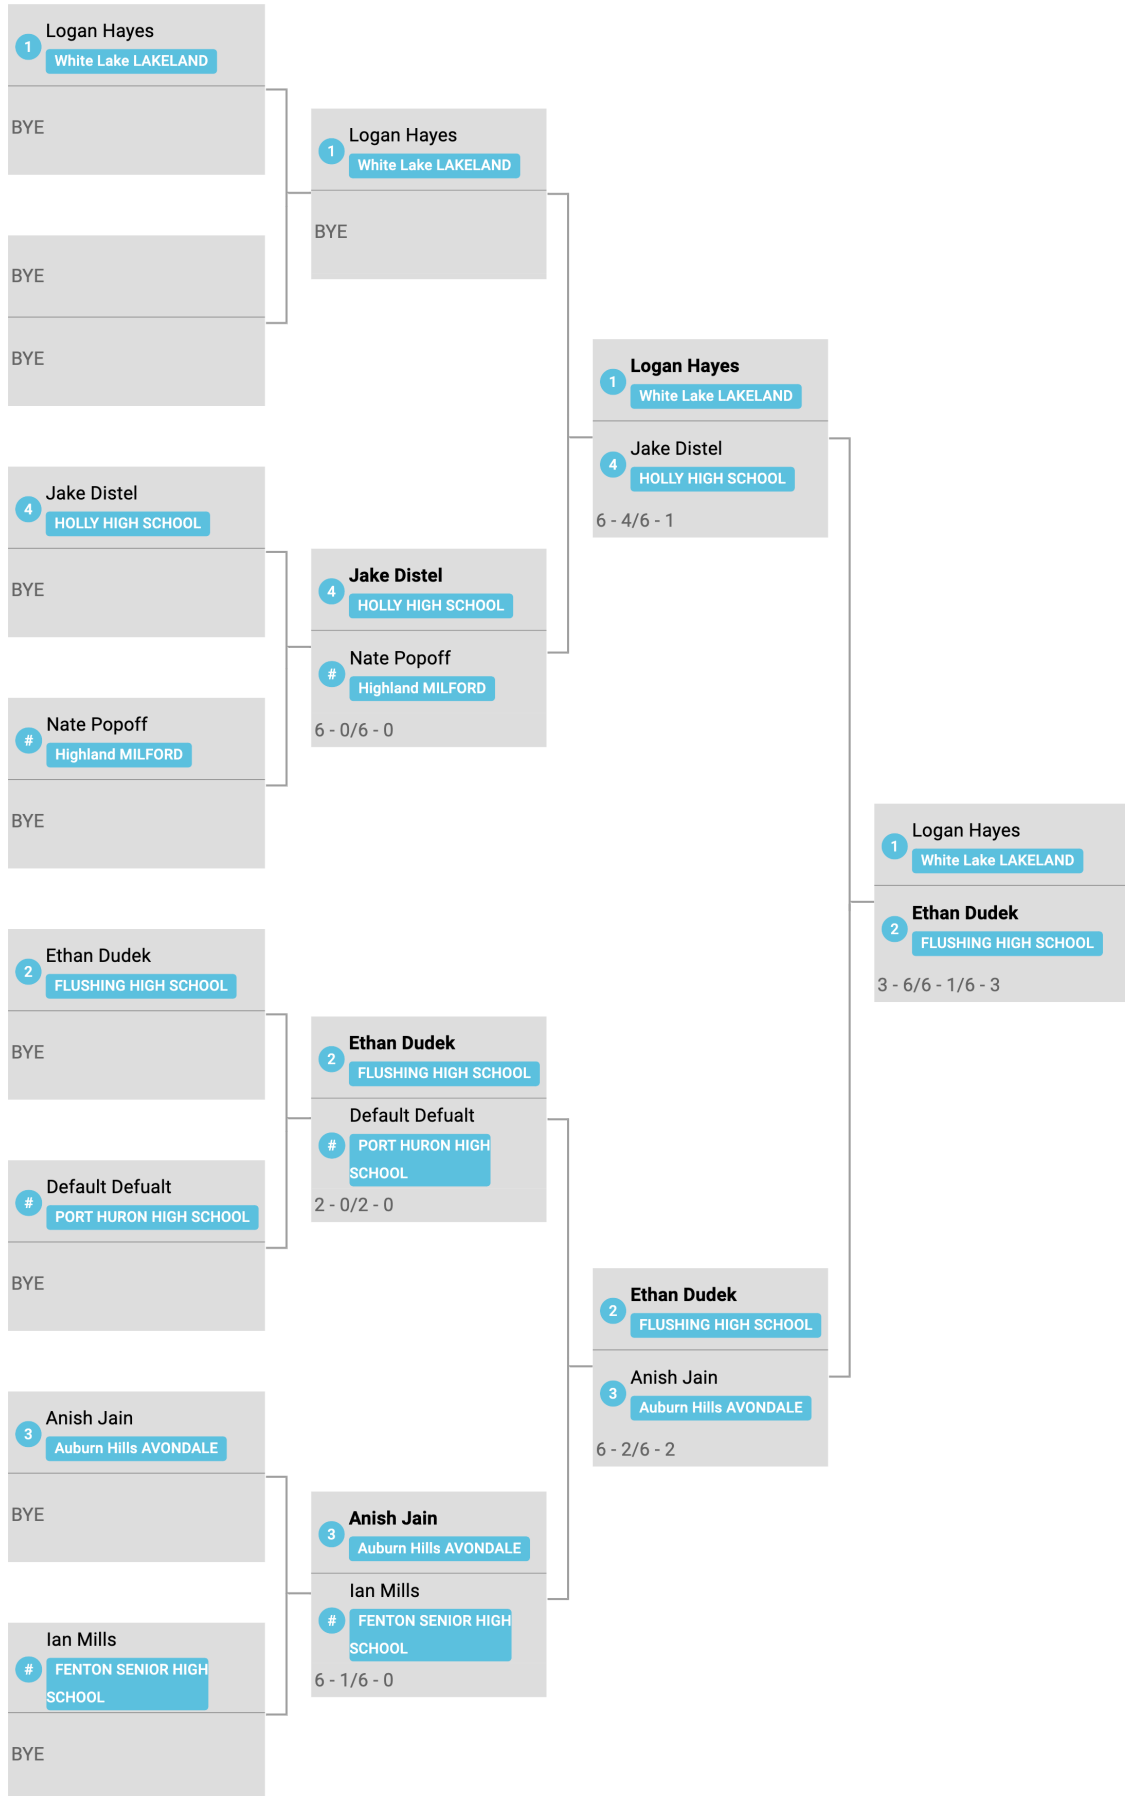 Logan Hayes
1
White Lake LAKELAND
BYE
BYE
BYE
Jake Distel
4
HOLLY HIGH SCHOOL
BYE
Nate Popoff
#
Highland MILFORD
BYE
Ethan Dudek
2
FLUSHING HIGH SCHOOL
BYE
Default Defualt
#
PORT HURON HIGH SCHOOL
BYE
Anish Jain
3
Auburn Hills AVONDALE
BYE
Ian Mills
#
FENTON SENIOR HIGH
SCHOOL
BYE
Logan Hayes
1
White Lake LAKELAND
BYE
Jake Distel
4
HOLLY HIGH SCHOOL
Nate Popoff
#
Highland MILFORD
6 - 0/6 - 0
Ethan Dudek
2
FLUSHING HIGH SCHOOL
Default Defualt
#
PORT HURON HIGH
SCHOOL
2 - 0/2 - 0
Anish Jain
3
Auburn Hills AVONDALE
Ian Mills
#
FENTON SENIOR HIGH
SCHOOL
6 - 1/6 - 0
Logan Hayes
1
White Lake LAKELAND
Jake Distel
4
HOLLY HIGH SCHOOL
6 - 4/6 - 1
Ethan Dudek
2
FLUSHING HIGH SCHOOL
Anish Jain
3
Auburn Hills AVONDALE
6 - 2/6 - 2
Logan Hayes
1
White Lake LAKELAND
Ethan Dudek
2
FLUSHING HIGH SCHOOL
3 - 6/6 - 1/6 - 3